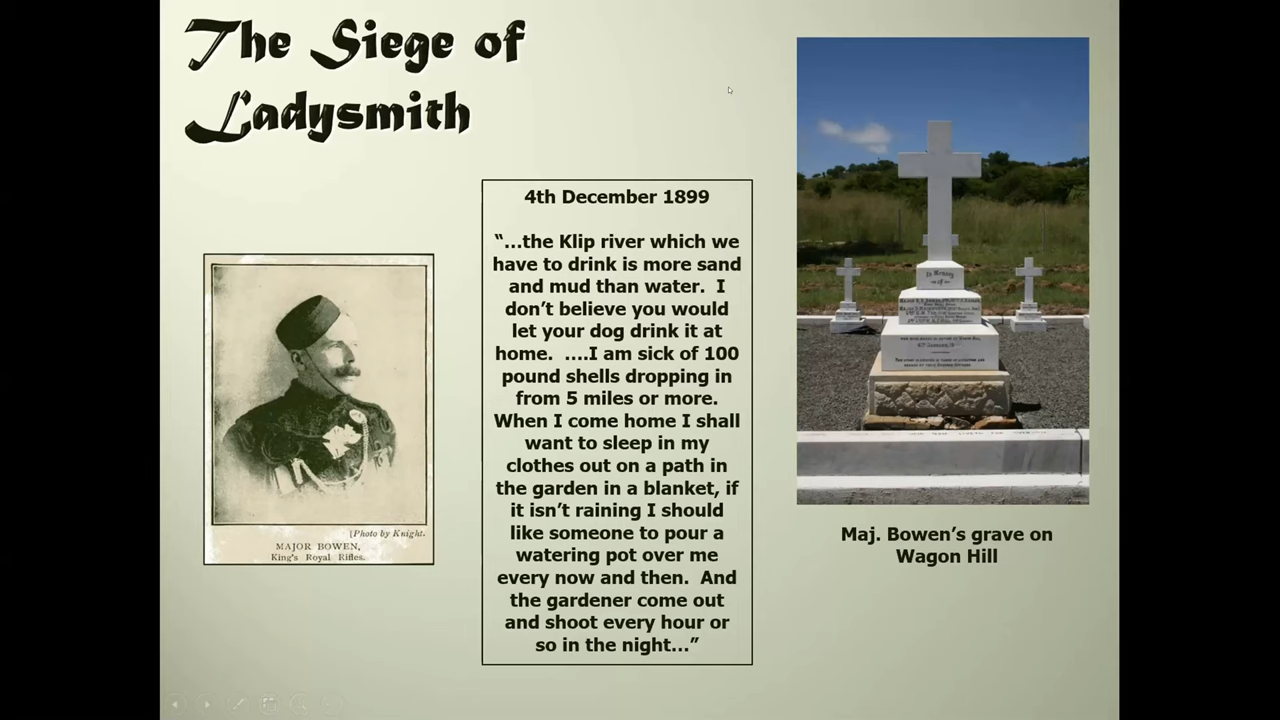 The Siege of
Ladysmith
4th December 1899
“...the Klip river which we
have to drink is more sand
and mud than water. I
don’t believe you would
let your dog drink it at
home. ....I am sick of 100
pound shells dropping in
from 5 miles or more.
When I come home I shall
want to sleep in my
clothes out on a path in
the garden in a blanket, if
it isn’t raining I should
like someone to pour a
watering pot over me
every now and then. And
the gardener come out
and shoot every hour or
so in the night...”
[Photo by Knight.
MAJOR BOWEN,
King's Royal Rifles.
In Memory
of
Maj. Bowen’s grave on
Wagon Hill